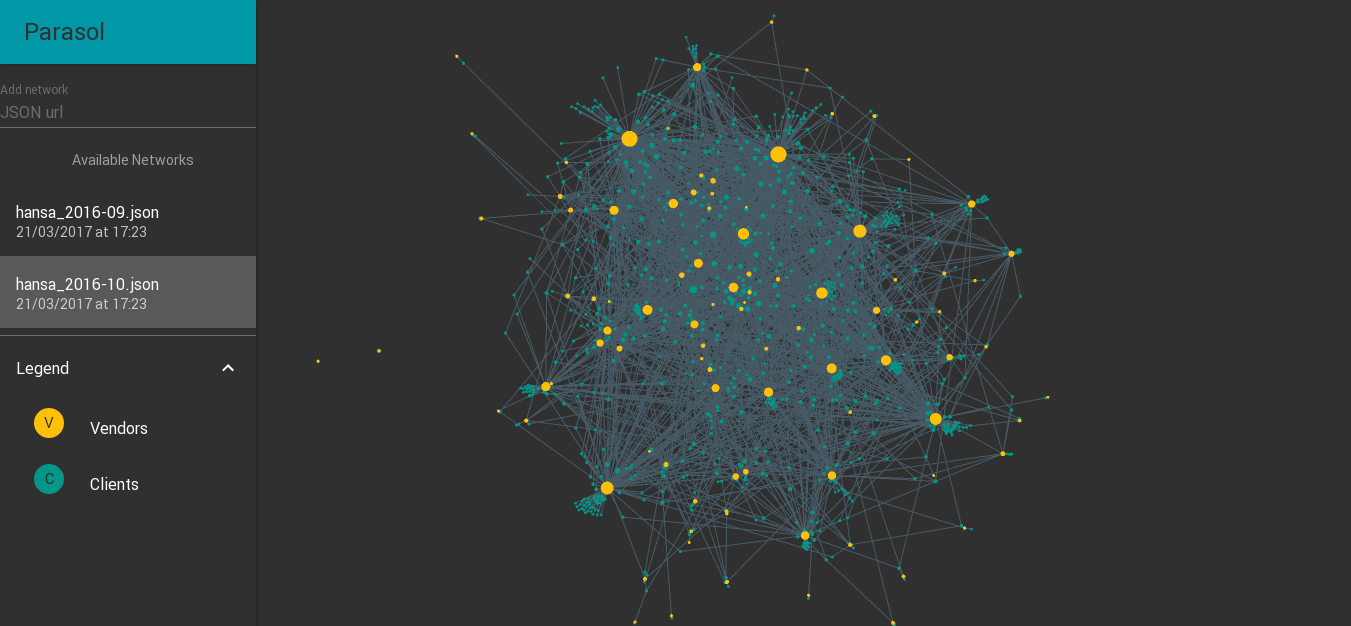 Parasol
Add network
JSON url
Available Networks
hansa_2016-09.json
21/03/2017 at 17:23
hansa_2016-10.json
21/03/2017 at 17:23
Legend
V Vendors
C Clients